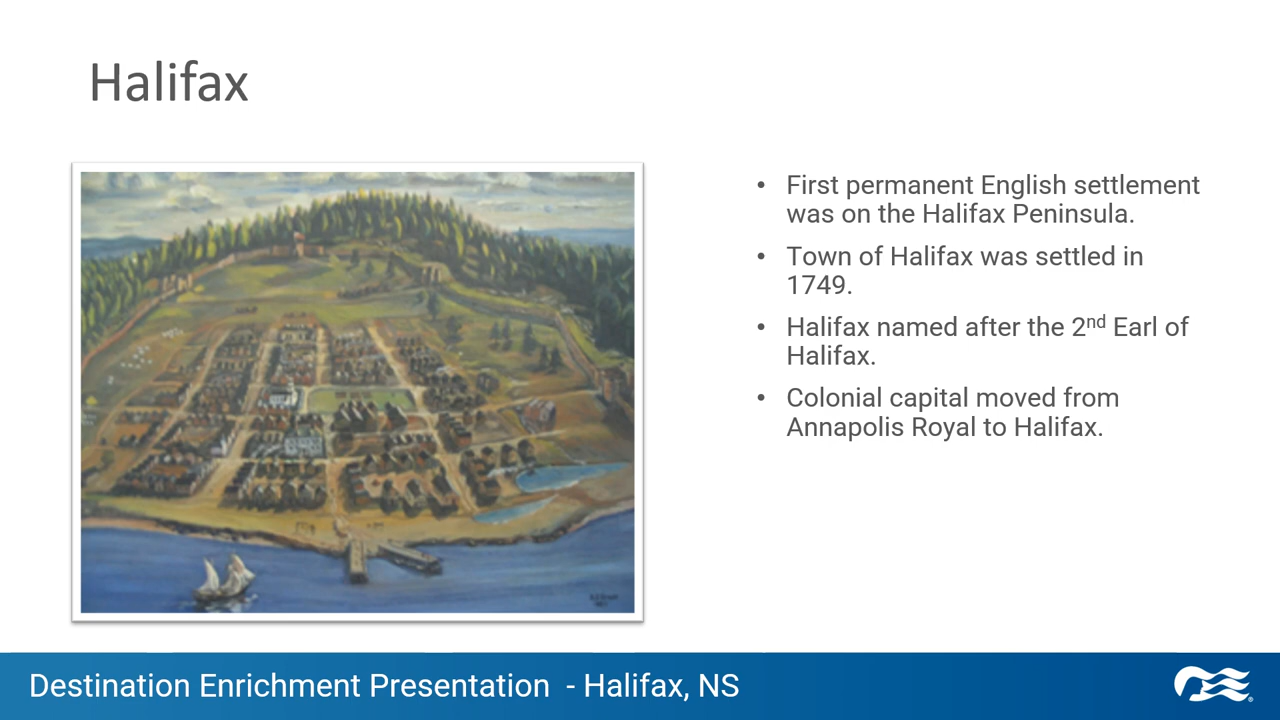 Halifax
• First permanent English settlement
was on the Halifax Peninsula.
• Town of Halifax was settled in
1749.
• Halifax named after the 2nd Earl of
Halifax.
• Colonial capital moved from
Annapolis Royal to Halifax.
Destination Enrichment Presentation - Halifax, NS